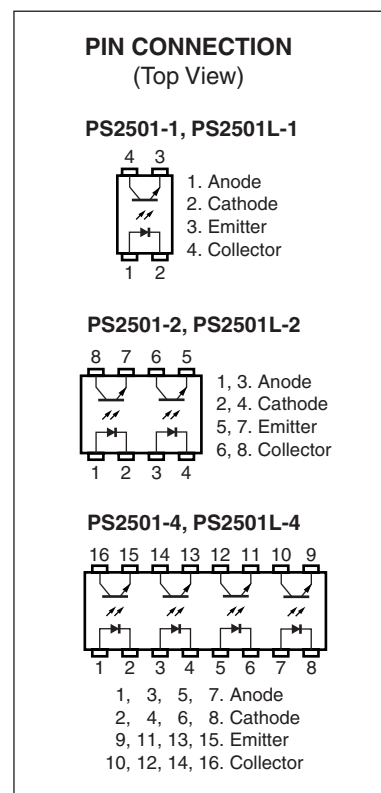 PIN CONNECTION
(Top View)
PS2501-1, PS2501L-1
4 3
1. Anode
2. Cathode
3. Emitter
4. Collector
1 2
PS2501-2, PS2501L-2
8 7 6 5
1, 3. Anode
2, 4. Cathode
5, 7. Emitter
6, 8. Collector
1 2 3 4
PS2501-4, PS2501L-4
16 15 14 13 12 11 10 9
1 2 3 4 5 6 7 8
1, 3, 5, 7. Anode
2, 4, 6, 8. Cathode
9, 11, 13, 15. Emitter
10, 12, 14, 16. Collector